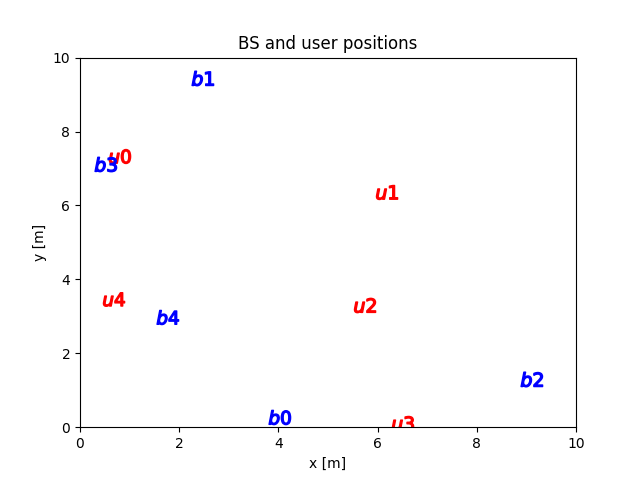 BS and user positions
10
b1
8
u0
b3
6
u1
y [m]
4
u4
u2
b4
2
b2
b0
u3
0
0 2 4 6 8 10
x [m]